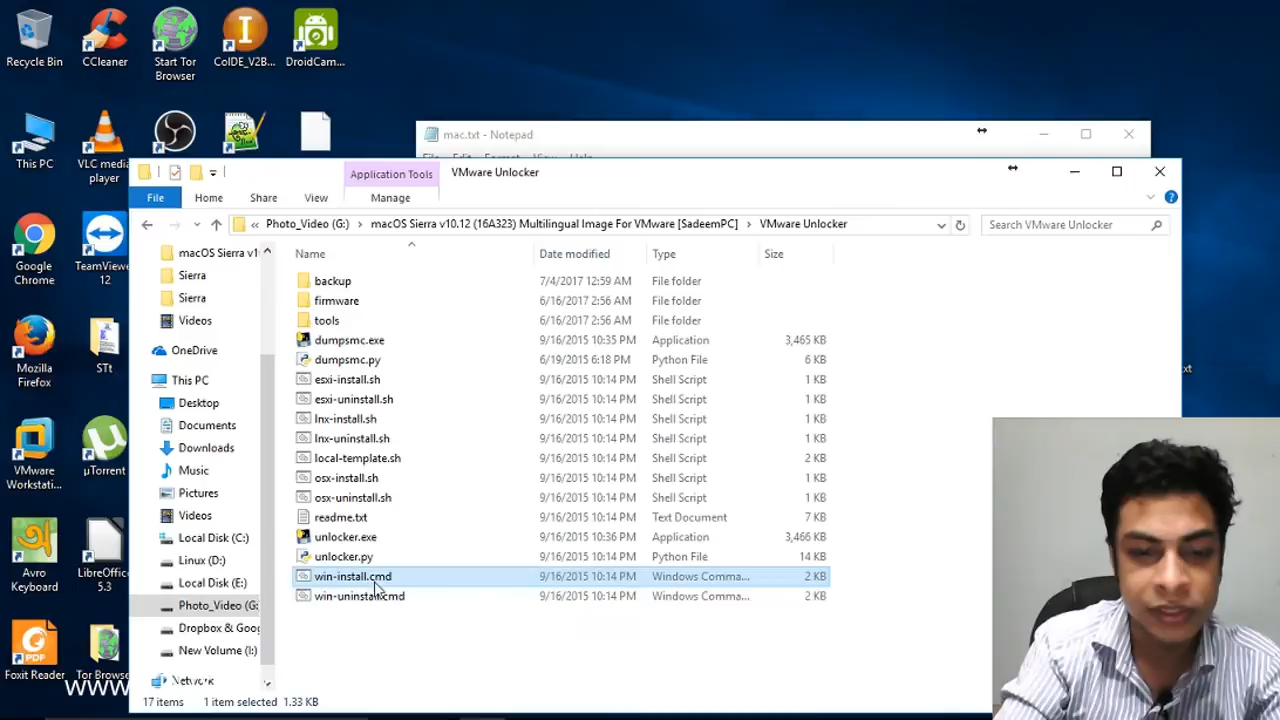 Recycle Bin
CCleaner
Start Tor Browser
CoIDE_V2B...
DroidCam...
This PC
VLC media player
Google Chrome
TeamViewer 12
Mozilla Firefox
STt
VMware Workstati...
µTorrent
Avro Keyboard
LibreOffice 5.3
Foxit Reader
Tor Browse
www
mac.txt - Notepad
File Edit Format View Help
Application Tools
VMware Unlocker
File Home Share View Manage
« Photo_Video (G:) › macOS Sierra v10.12 (16A323) Multilingual Image For VMware [SadeemPC] › VMware Unlocker
Search VMware Unlocker
macOS Sierra v1
Sierra
Sierra
Videos
OneDrive
This PC
Desktop
Documents
Downloads
Music
Pictures
Videos
Local Disk (C:)
Linux (D:)
Local Disk (E:)
Photo_Video (G:
Dropbox & Goog
New Volume (I:)
Network
Name Date modified Type Size
backup 7/4/2017 12:59 AM File folder
firmware 6/16/2017 2:56 AM File folder
tools 6/16/2017 2:56 AM File folder
dumpsmc.exe 9/16/2015 10:35 PM Application 3,465 KB
dumpsmc.py 6/19/2015 6:18 PM Python File 6 KB
esxi-install.sh 9/16/2015 10:14 PM Shell Script 1 KB
esxi-uninstall.sh 9/16/2015 10:14 PM Shell Script 1 KB
lnx-install.sh 9/16/2015 10:14 PM Shell Script 1 KB
lnx-uninstall.sh 9/16/2015 10:14 PM Shell Script 1 KB
local-template.sh 9/16/2015 10:14 PM Shell Script 2 KB
osx-install.sh 9/16/2015 10:14 PM Shell Script 1 KB
osx-uninstall.sh 9/16/2015 10:14 PM Shell Script 1 KB
readme.txt 9/16/2015 10:14 PM Text Document 7 KB
unlocker.exe 9/16/2015 10:36 PM Application 3,466 KB
unlocker.py 9/16/2015 10:14 PM Python File 14 KB
win-install.cmd 9/16/2015 10:14 PM Windows Comma... 2 KB
win-uninstall.cmd 9/16/2015 10:14 PM Windows Comma... 2 KB
17 items 1 item selected 1.33 KB